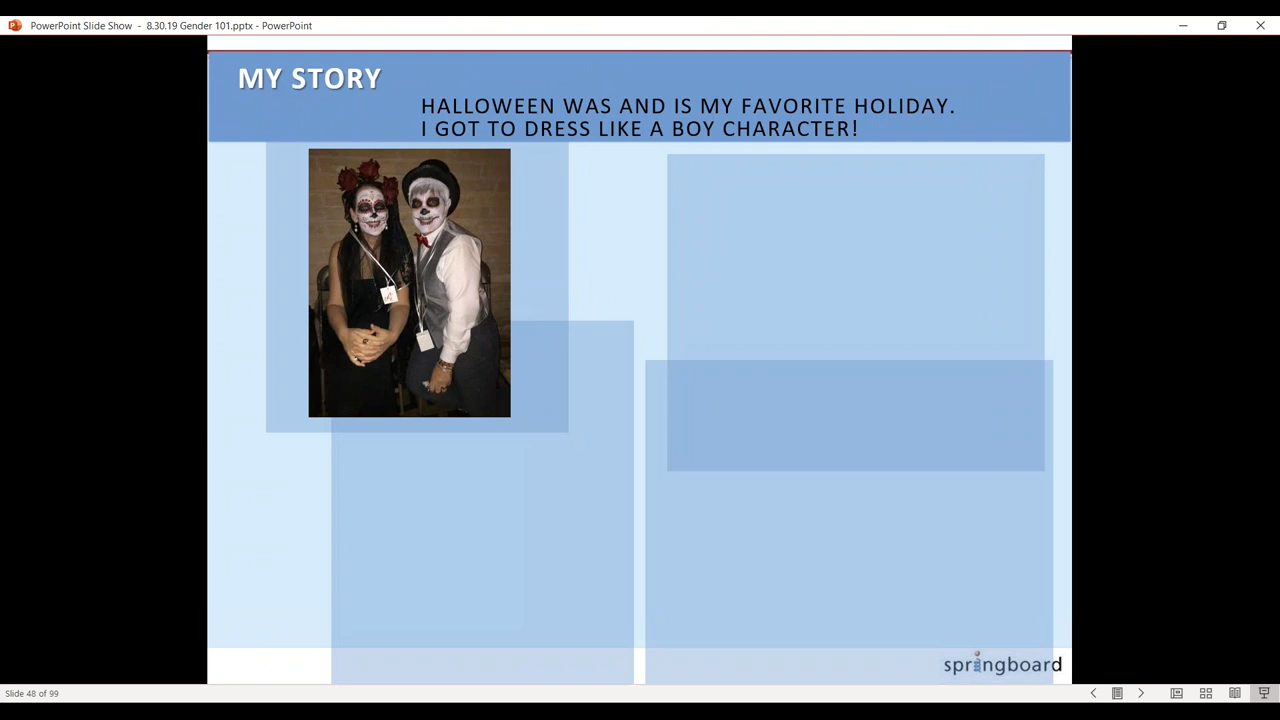 PowerPoint Slide Show - 8.30.19 Gender 101.pptx - PowerPoint
MY STORY
HALLOWEEN WAS AND IS MY FAVORITE HOLIDAY.
I GOT TO DRESS LIKE A BOY CHARACTER!
springboard
Slide 48 of 99